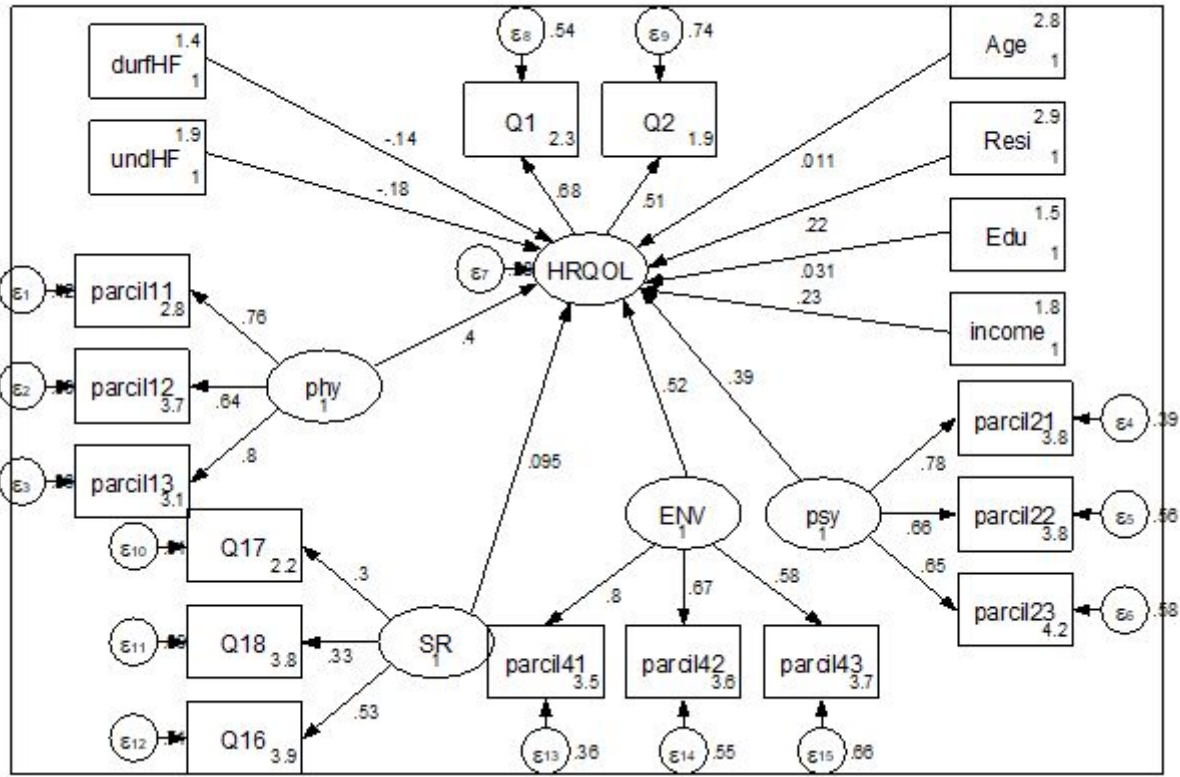 durfHF 1.4 1
undHF 1.9 1
ε8 .54
ε9 .74
Q1 2.3
Q2 1.9
Age 2.8 1
Resi 2.9 1
Edu 1.5 1
income 1.8 1
-.14
-.18
.68
.51
.011
.22
.031
.23
ε7
HRQOL
ε1
parcil11 2.8
ε2
parcil12 3.7
ε3
parcil13 3.1
.76
.64
.8
phy 1
.4
.095
.52
.39
ENV 1
psy 1
.78
.66
.65
parcil21 3.8
ε4 .39
parcil22 3.8
ε5 .56
parcil23 4.2
ε6 .58
ε10
Q17 2.2
ε11
Q18 3.8
ε12
Q16 3.9
.3
.33
.53
SR 1
.8
.67
.58
parcil41 3.5
parcil42 3.6
parcil43 3.7
ε13 .36
ε14 .55
ε15 .66